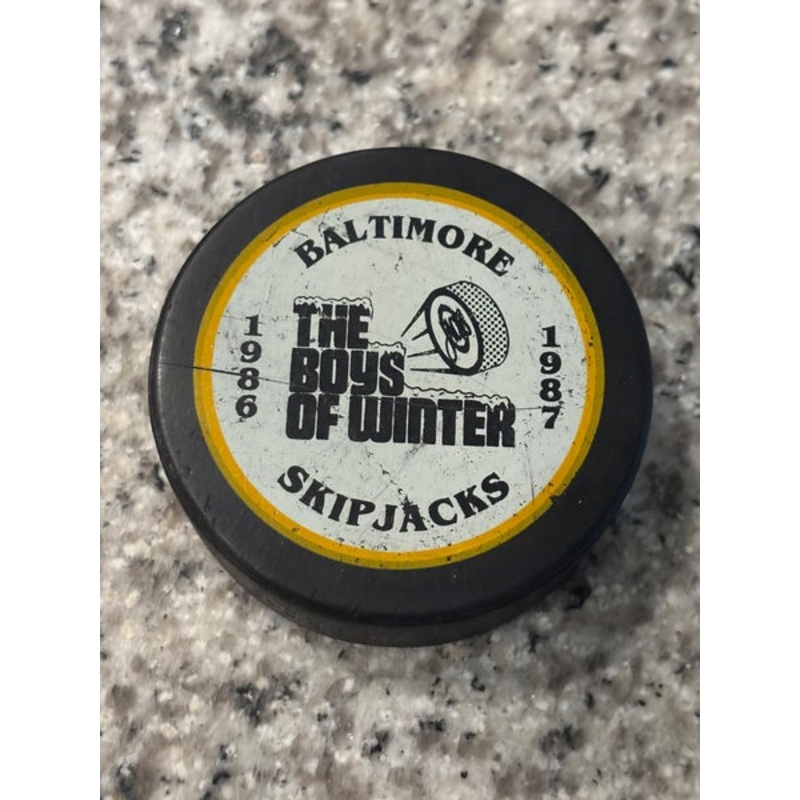 BALTIMORE
1986
THE
BOYS
OF WINTER
1987
SKIPJACKS